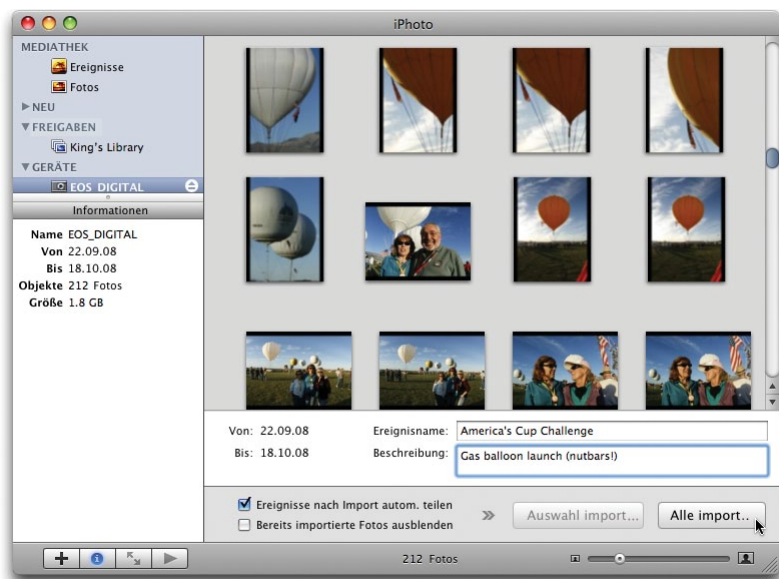 iPhoto
MEDIATHEK
Ereignisse
Fotos
NEU
FREIGABEN
King's Library
GERÄTE
EOS_DIGITAL
Informationen
Name EOS_DIGITAL
Von 22.09.08
Bis 18.10.08
Objekte 212 Fotos
Größe 1.8 GB
Von: 22.09.08
Ereignisname: America's Cup Challenge
Bis: 18.10.08
Beschreibung: Gas balloon launch (nutbars!)
Ereignisse nach Import autom. teilen
Bereits importierte Fotos ausblenden
Auswahl import...
Alle import..
212 Fotos